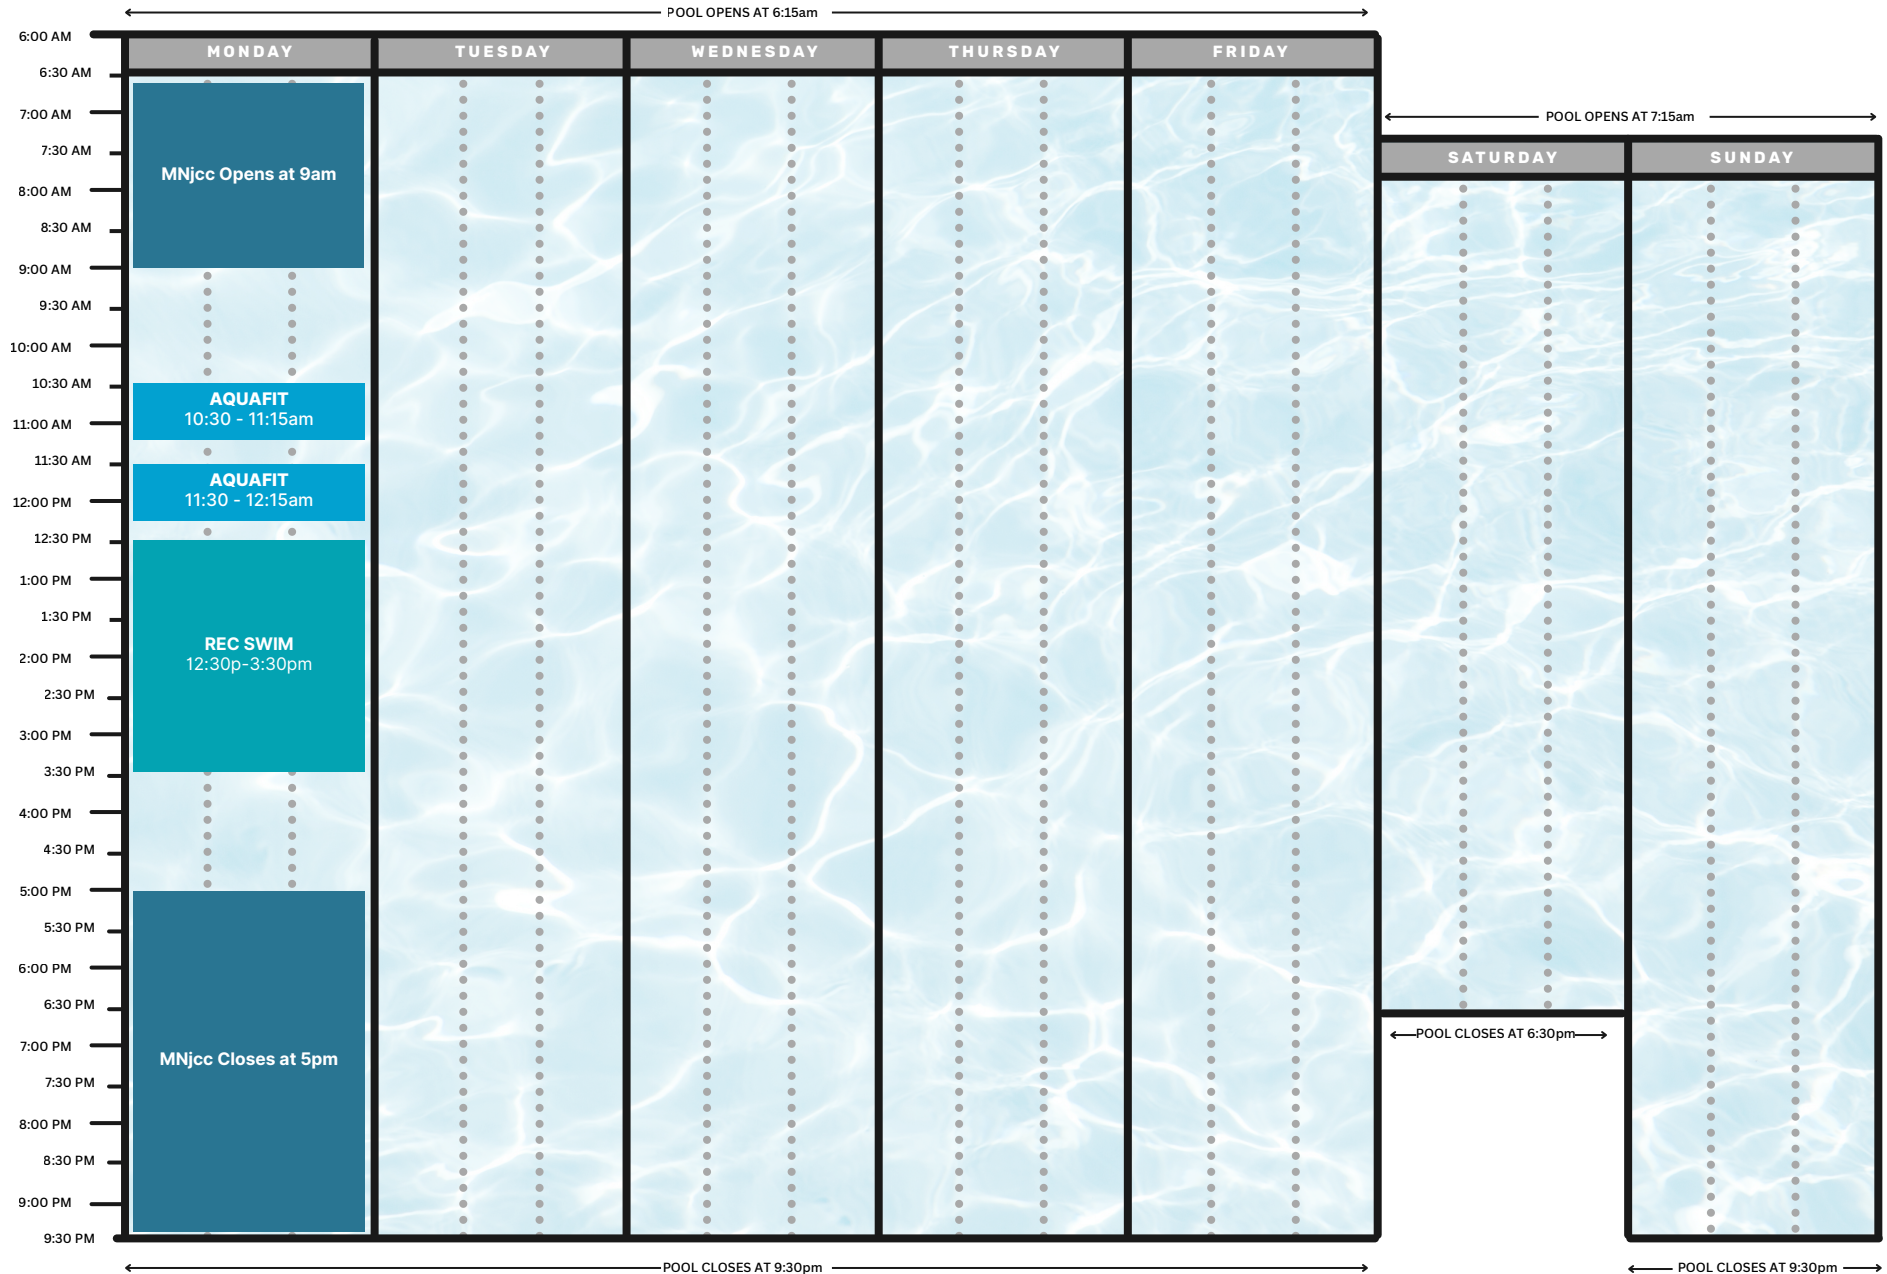 POOL OPENS AT 6:15am
6:00 AM
MONDAY
TUESDAY
WEDNESDAY
THURSDAY
FRIDAY
6:30 AM
7:00 AM
POOL OPENS AT 7:15am
7:30 AM
SATURDAY
SUNDAY
MNjcc Opens at 9am
8:00 AM
8:30 AM
9:00 AM
9:30 AM
10:00 AM
10:30 AM
AQUAFIT
10:30 - 11:15am
11:00 AM
11:30 AM
AQUAFIT
11:30 - 12:15am
12:00 PM
12:30 PM
1:00 PM
1:30 PM
REC SWIM
12:30p-3:30pm
2:00 PM
2:30 PM
3:00 PM
3:30 PM
4:00 PM
4:30 PM
5:00 PM
5:30 PM
6:00 PM
6:30 PM
POOL CLOSES AT 6:30pm
7:00 PM
MNjcc Closes at 5pm
7:30 PM
8:00 PM
8:30 PM
9:00 PM
9:30 PM
POOL CLOSES AT 9:30pm
POOL CLOSES AT 9:30pm